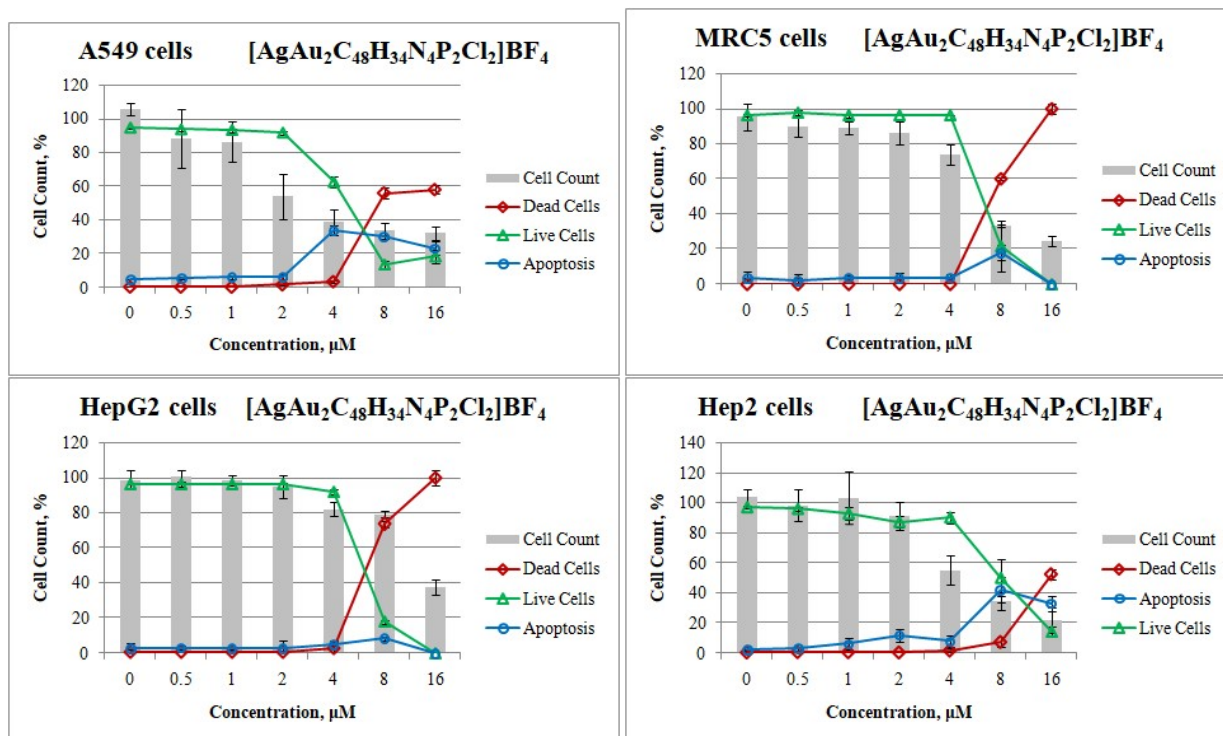 A549 cells [AgAu₂C₄₈H₃₄N₄P₂Cl₂]BF₄
120
100
80
60
40
20
0
Cell Count, %
0 0.5 1 2 4 8 16
Concentration, µM
Cell Count
Dead Cells
Live Cells
Apoptosis
MRC5 cells [AgAu₂C₄₈H₃₄N₄P₂Cl₂]BF₄
120
100
80
60
40
20
0
Cell Count, %
0 0.5 1 2 4 8 16
Concentration, µM
Cell Count
Dead Cells
Live Cells
Apoptosis
HepG2 cells [AgAu₂C₄₈H₃₄N₄P₂Cl₂]BF₄
120
100
80
60
40
20
0
Cell Count, %
0 0.5 1 2 4 8 16
Concentration, µM
Cell Count
Dead Cells
Live Cells
Apoptosis
Hep2 cells [AgAu₂C₄₈H₃₄N₄P₂Cl₂]BF₄
140
120
100
80
60
40
20
0
Cell Count, %
0 0.5 1 2 4 8 16
Concentration, µM
Cell Count
Dead Cells
Apoptosis
Live Cells